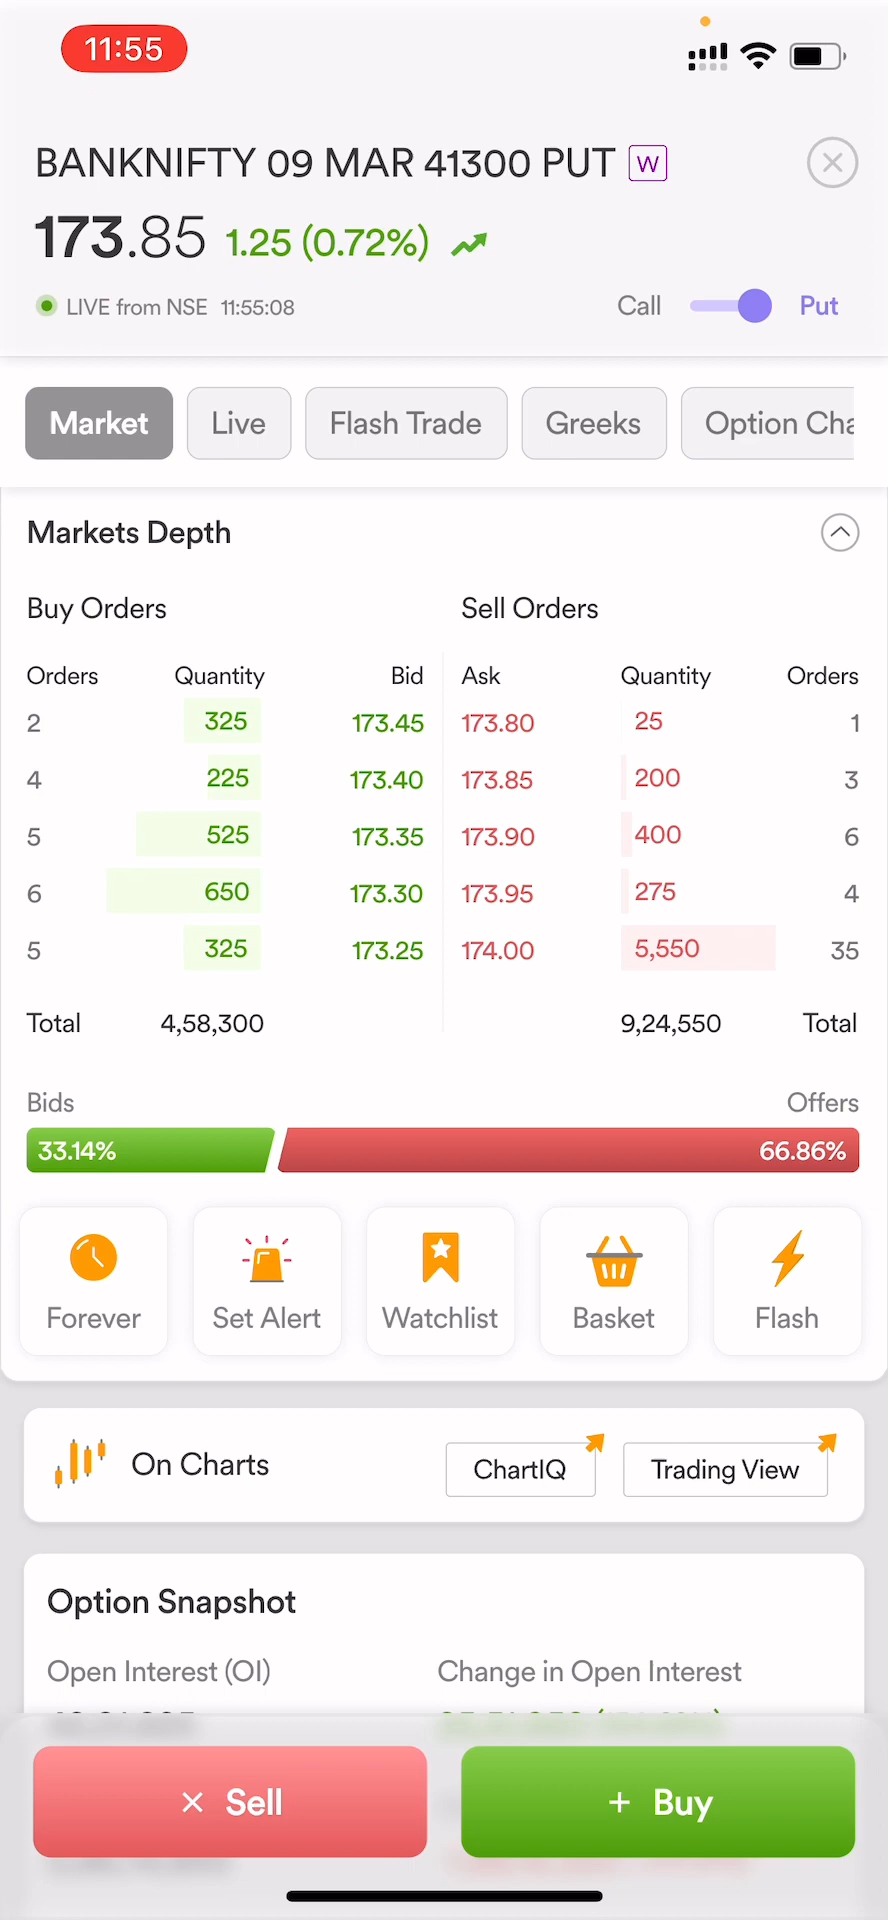 11:55
BANKNIFTY 09 MAR 41300 PUT W
173.85 1.25 (0.72%)
LIVE from NSE 11:55:08 Call Put
Market Live Flash Trade Greeks Option Cha
Markets Depth
Buy Orders Sell Orders
Orders Quantity Bid Ask Quantity Orders
2 325 173.45 173.80 25 1
4 225 173.40 173.85 200 3
5 525 173.35 173.90 400 6
6 650 173.30 173.95 275 4
5 325 173.25 174.00 5,550 35
Total 4,58,300 9,24,550 Total
Bids Offers
33.14% 66.86%
Forever Set Alert Watchlist Basket Flash
On Charts ChartIQ Trading View
Option Snapshot
Open Interest (OI) Change in Open Interest
× Sell + Buy